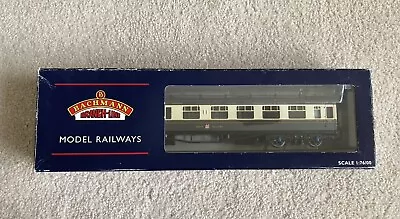 B
BACHMANN
BRANCH-LINE
MODEL RAILWAYS
SCALE 1:76/00